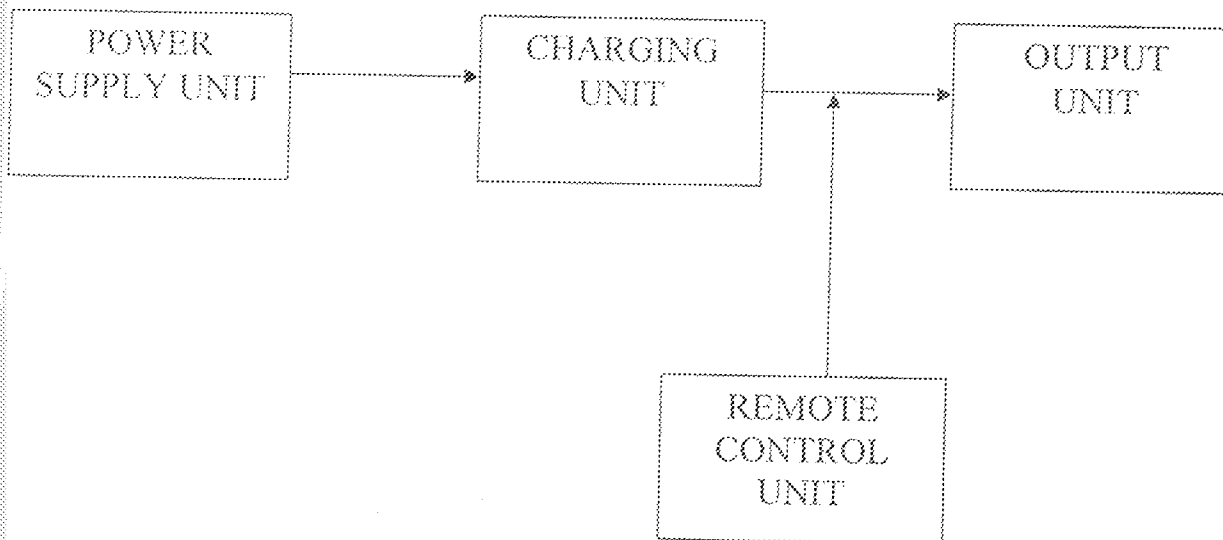 POWER
SUPPLY UNIT
CHARGING
UNIT
OUTPUT
UNIT
REMOTE
CONTROL
UNIT